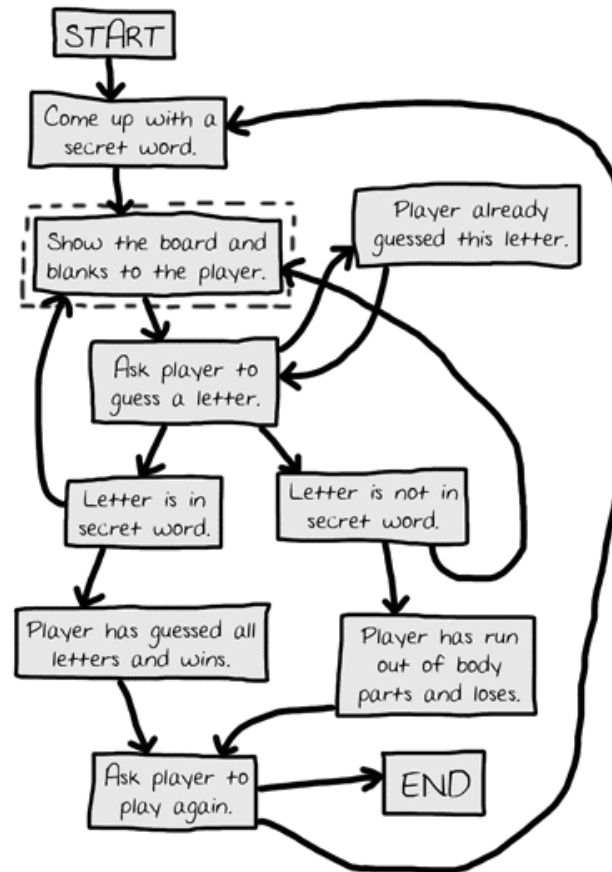 START
Come up with a
secret word.
Show the board and
blanks to the player.
Player already
guessed this letter.
Ask player to
guess a letter.
Letter is in
secret word.
Letter is not in
secret word.
Player has guessed all
letters and wins.
Player has run
out of body
parts and loses.
Ask player to
play again.
END